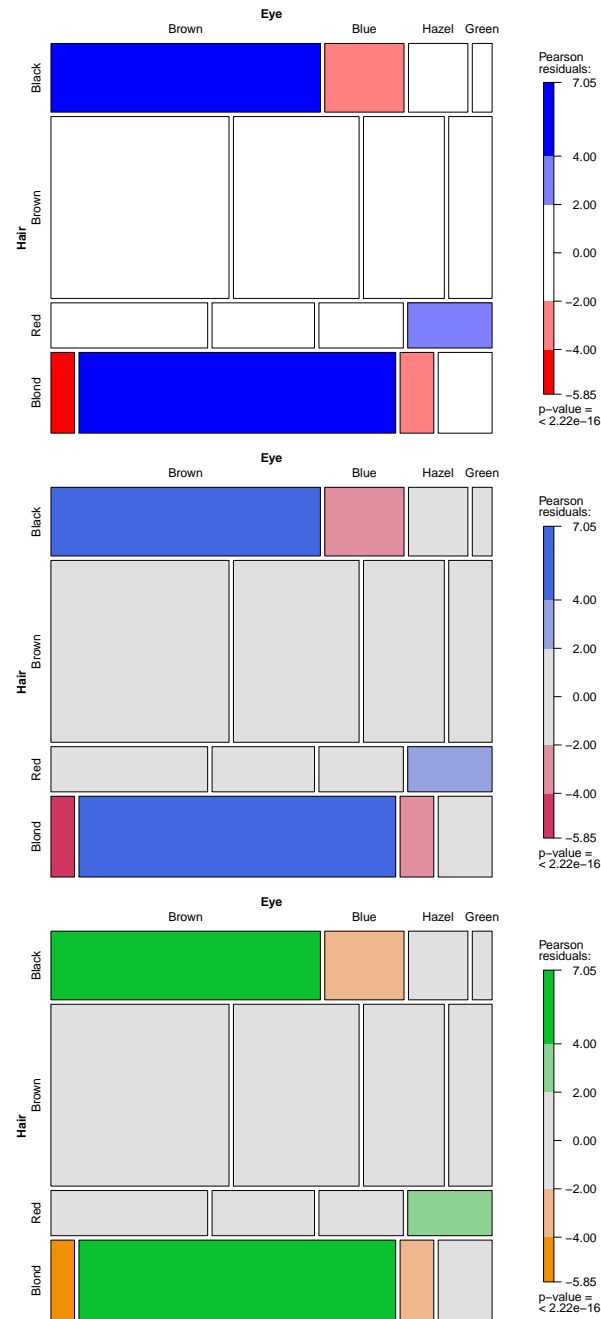 Eye
Brown Blue Hazel Green
Hair
Black
Brown
Red
Blond
Pearson
residuals:
7.05
4.00
2.00
0.00
−2.00
−4.00
−5.85
p−value =
< 2.22e−16
Eye
Brown Blue Hazel Green
Hair
Black
Brown
Red
Blond
Pearson
residuals:
7.05
4.00
2.00
0.00
−2.00
−4.00
−5.85
p−value =
< 2.22e−16
Eye
Brown Blue Hazel Green
Hair
Black
Brown
Red
Blond
Pearson
residuals:
7.05
4.00
2.00
0.00
−2.00
−4.00
−5.85
p−value =
< 2.22e−16